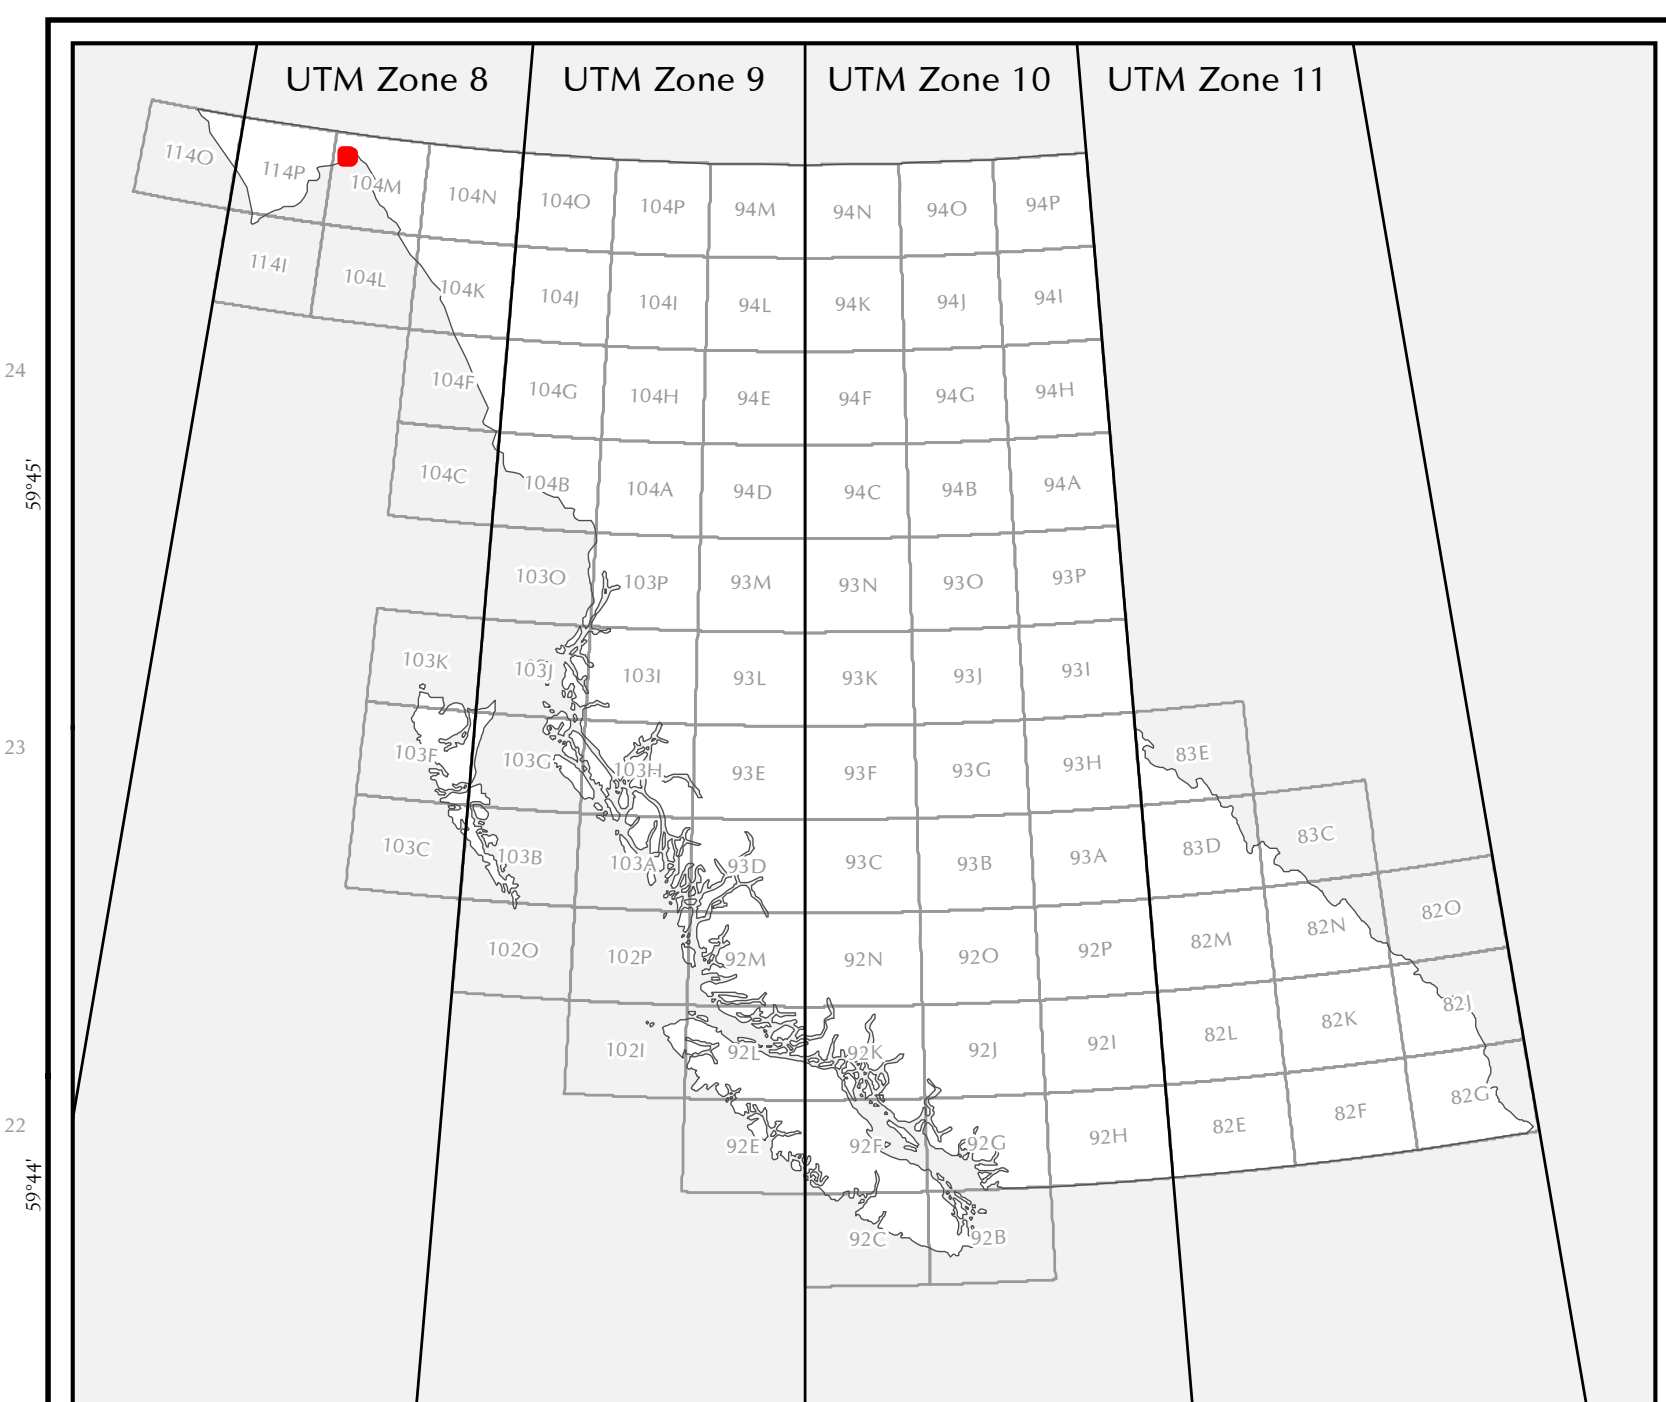 UTM Zone 8 UTM Zone 9 UTM Zone 10 UTM Zone 11
114O 114P 104M 104N 104O 104P 94M 94N 94O 94P
114I 104L 104K 104J 104I 94L 94K 94J 94I
24
104F 104G 104H 94E 94F 94G 94H
59°45'
104C 104B 104A 94D 94C 94B 94A
103O 103P 93M 93N 93O 93P
103K 103J 103I 93L 93K 93J 93I
23
103F 103G 103H 93E 93F 93G 93H 83E
103C 103B 103A 93D 93C 93B 93A 83D 83C
102O 102P 92M 92N 92O 92P 82M 82N 82O
102I 92L 92K 92J 92I 82L 82K 82J
22
92E 92F 92G 92H 82E 82F 82G
59°44'
92C 92B